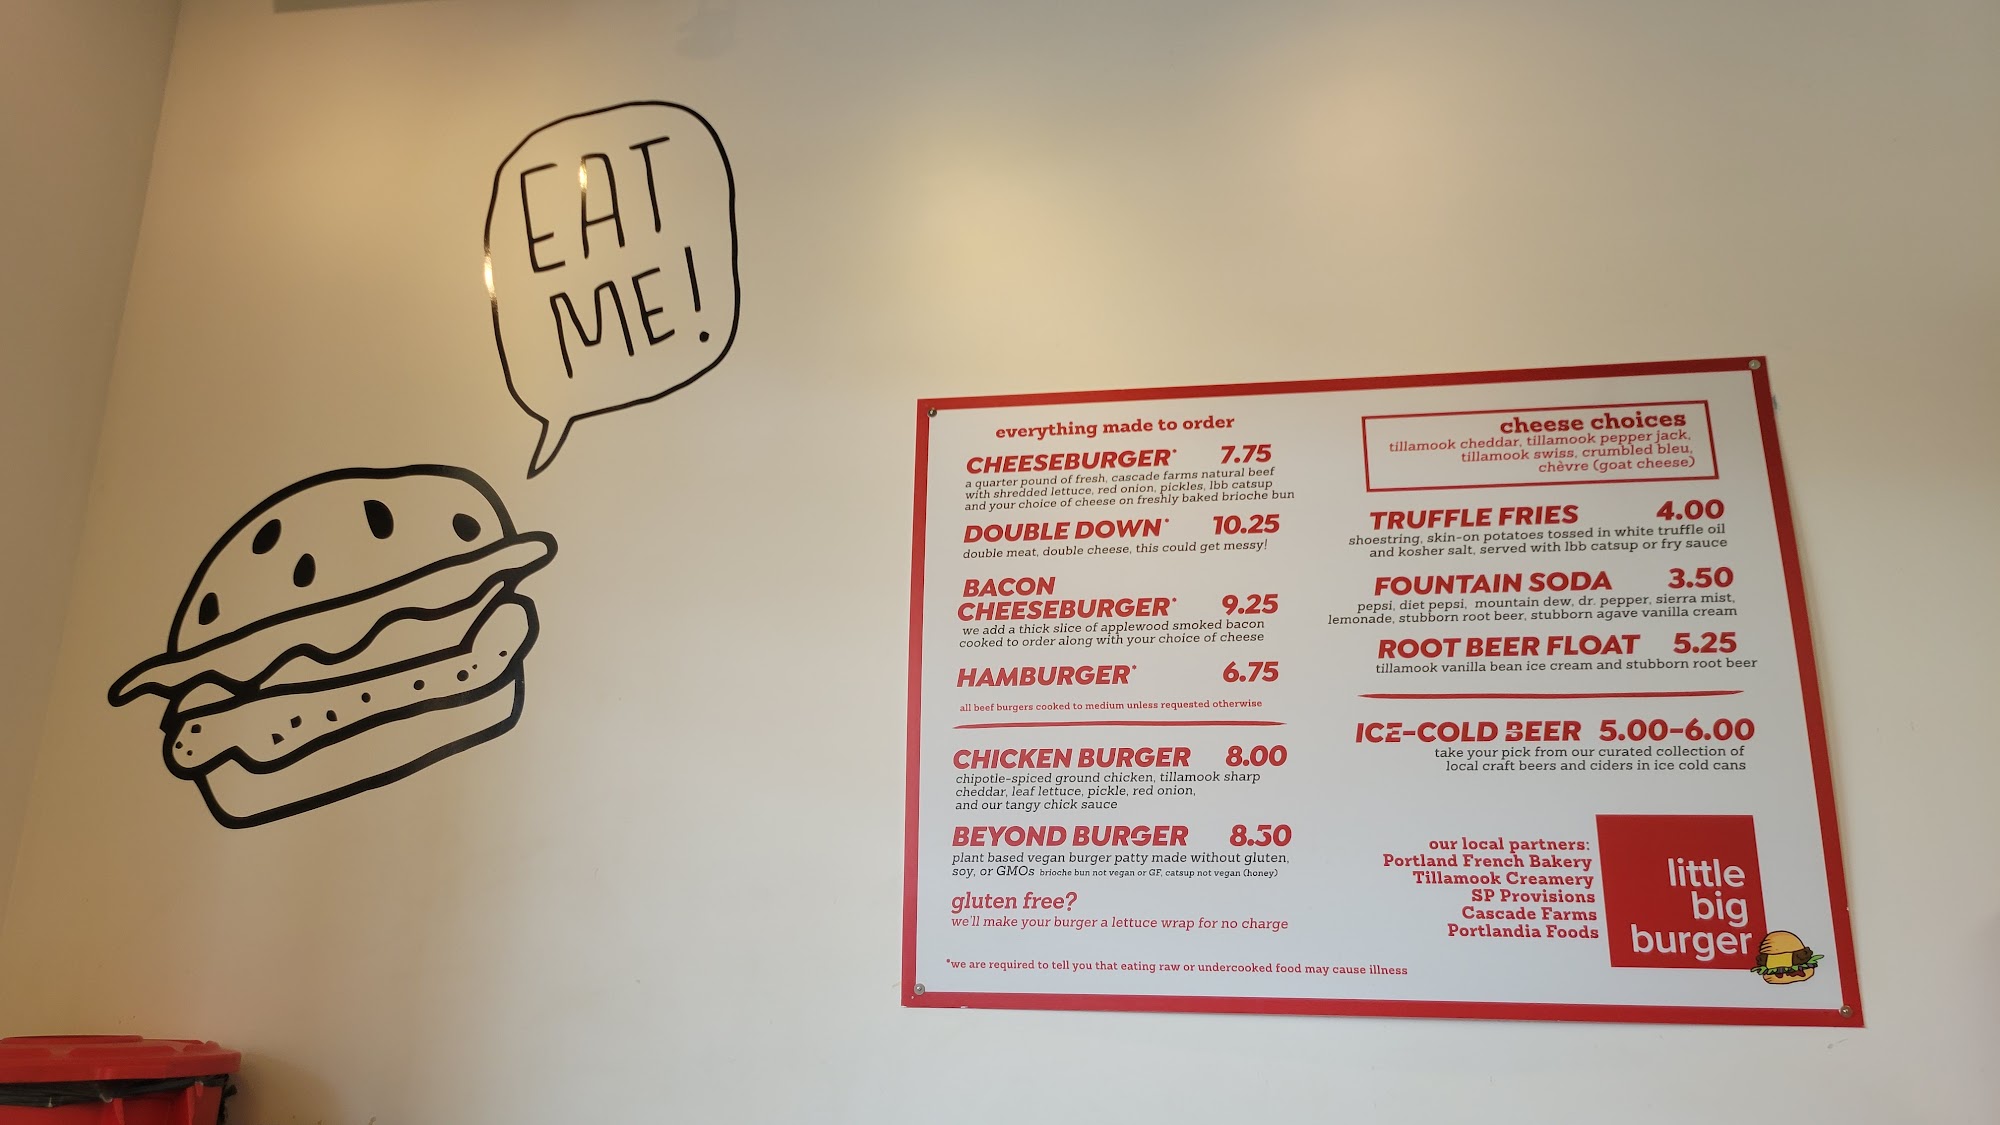 EAT
ME!
everything made to order
CHEESEBURGER* 7.75
a quarter pound of fresh, cascade farms natural beef
with shredded lettuce, red onion, pickles, lbb catsup
and your choice of cheese on freshly baked brioche bun
DOUBLE DOWN* 10.25
double meat, double cheese, this could get messy!
BACON
CHEESEBURGER* 9.25
we add a thick slice of applewood smoked bacon
cooked to order along with your choice of cheese
HAMBURGER* 6.75
all beef burgers cooked to medium unless requested otherwise
CHICKEN BURGER 8.00
chipotle-spiced ground chicken, tillamook sharp
cheddar, leaf lettuce, pickle, red onion,
and our tangy chick sauce
BEYOND BURGER 8.50
plant based vegan burger patty made without gluten,
soy, or GMOs brioche bun not vegan or GF, catsup not vegan (honey)
gluten free?
we'll make your burger a lettuce wrap for no charge
*we are required to tell you that eating raw or undercooked food may cause illness
cheese choices
tillamook cheddar, tillamook pepper jack,
tillamook swiss, crumbled bleu,
chèvre (goat cheese)
TRUFFLE FRIES 4.00
shoestring, skin-on potatoes tossed in white truffle oil
and kosher salt, served with lbb catsup or fry sauce
FOUNTAIN SODA 3.50
pepsi, diet pepsi, mountain dew, dr. pepper, sierra mist,
lemonade, stubborn root beer, stubborn agave vanilla cream
ROOT BEER FLOAT 5.25
tillamook vanilla bean ice cream and stubborn root beer
ICE-COLD BEER 5.00-6.00
take your pick from our curated collection of
local craft beers and ciders in ice cold cans
our local partners:
Portland French Bakery
Tillamook Creamery
SP Provisions
Cascade Farms
Portlandia Foods
little
big
burger